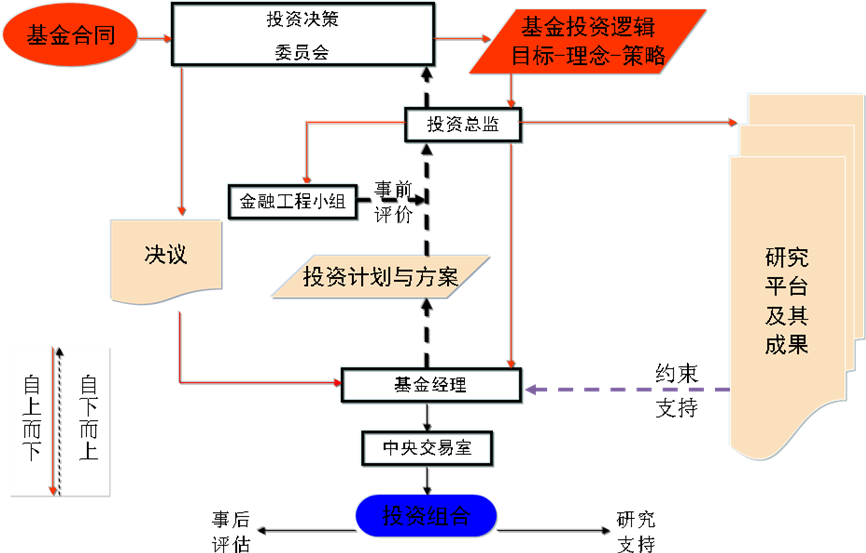 基金合同
投资决策
委员会
基金投资逻辑
目标-理念-策略
投资总监
金融工程小组
事前
评价
决议
投资计划与方案
研究
平台
及其
成果
自上而下
自下而上
基金经理
约束
支持
中央交易室
投资组合
事后
评估
研究
支持